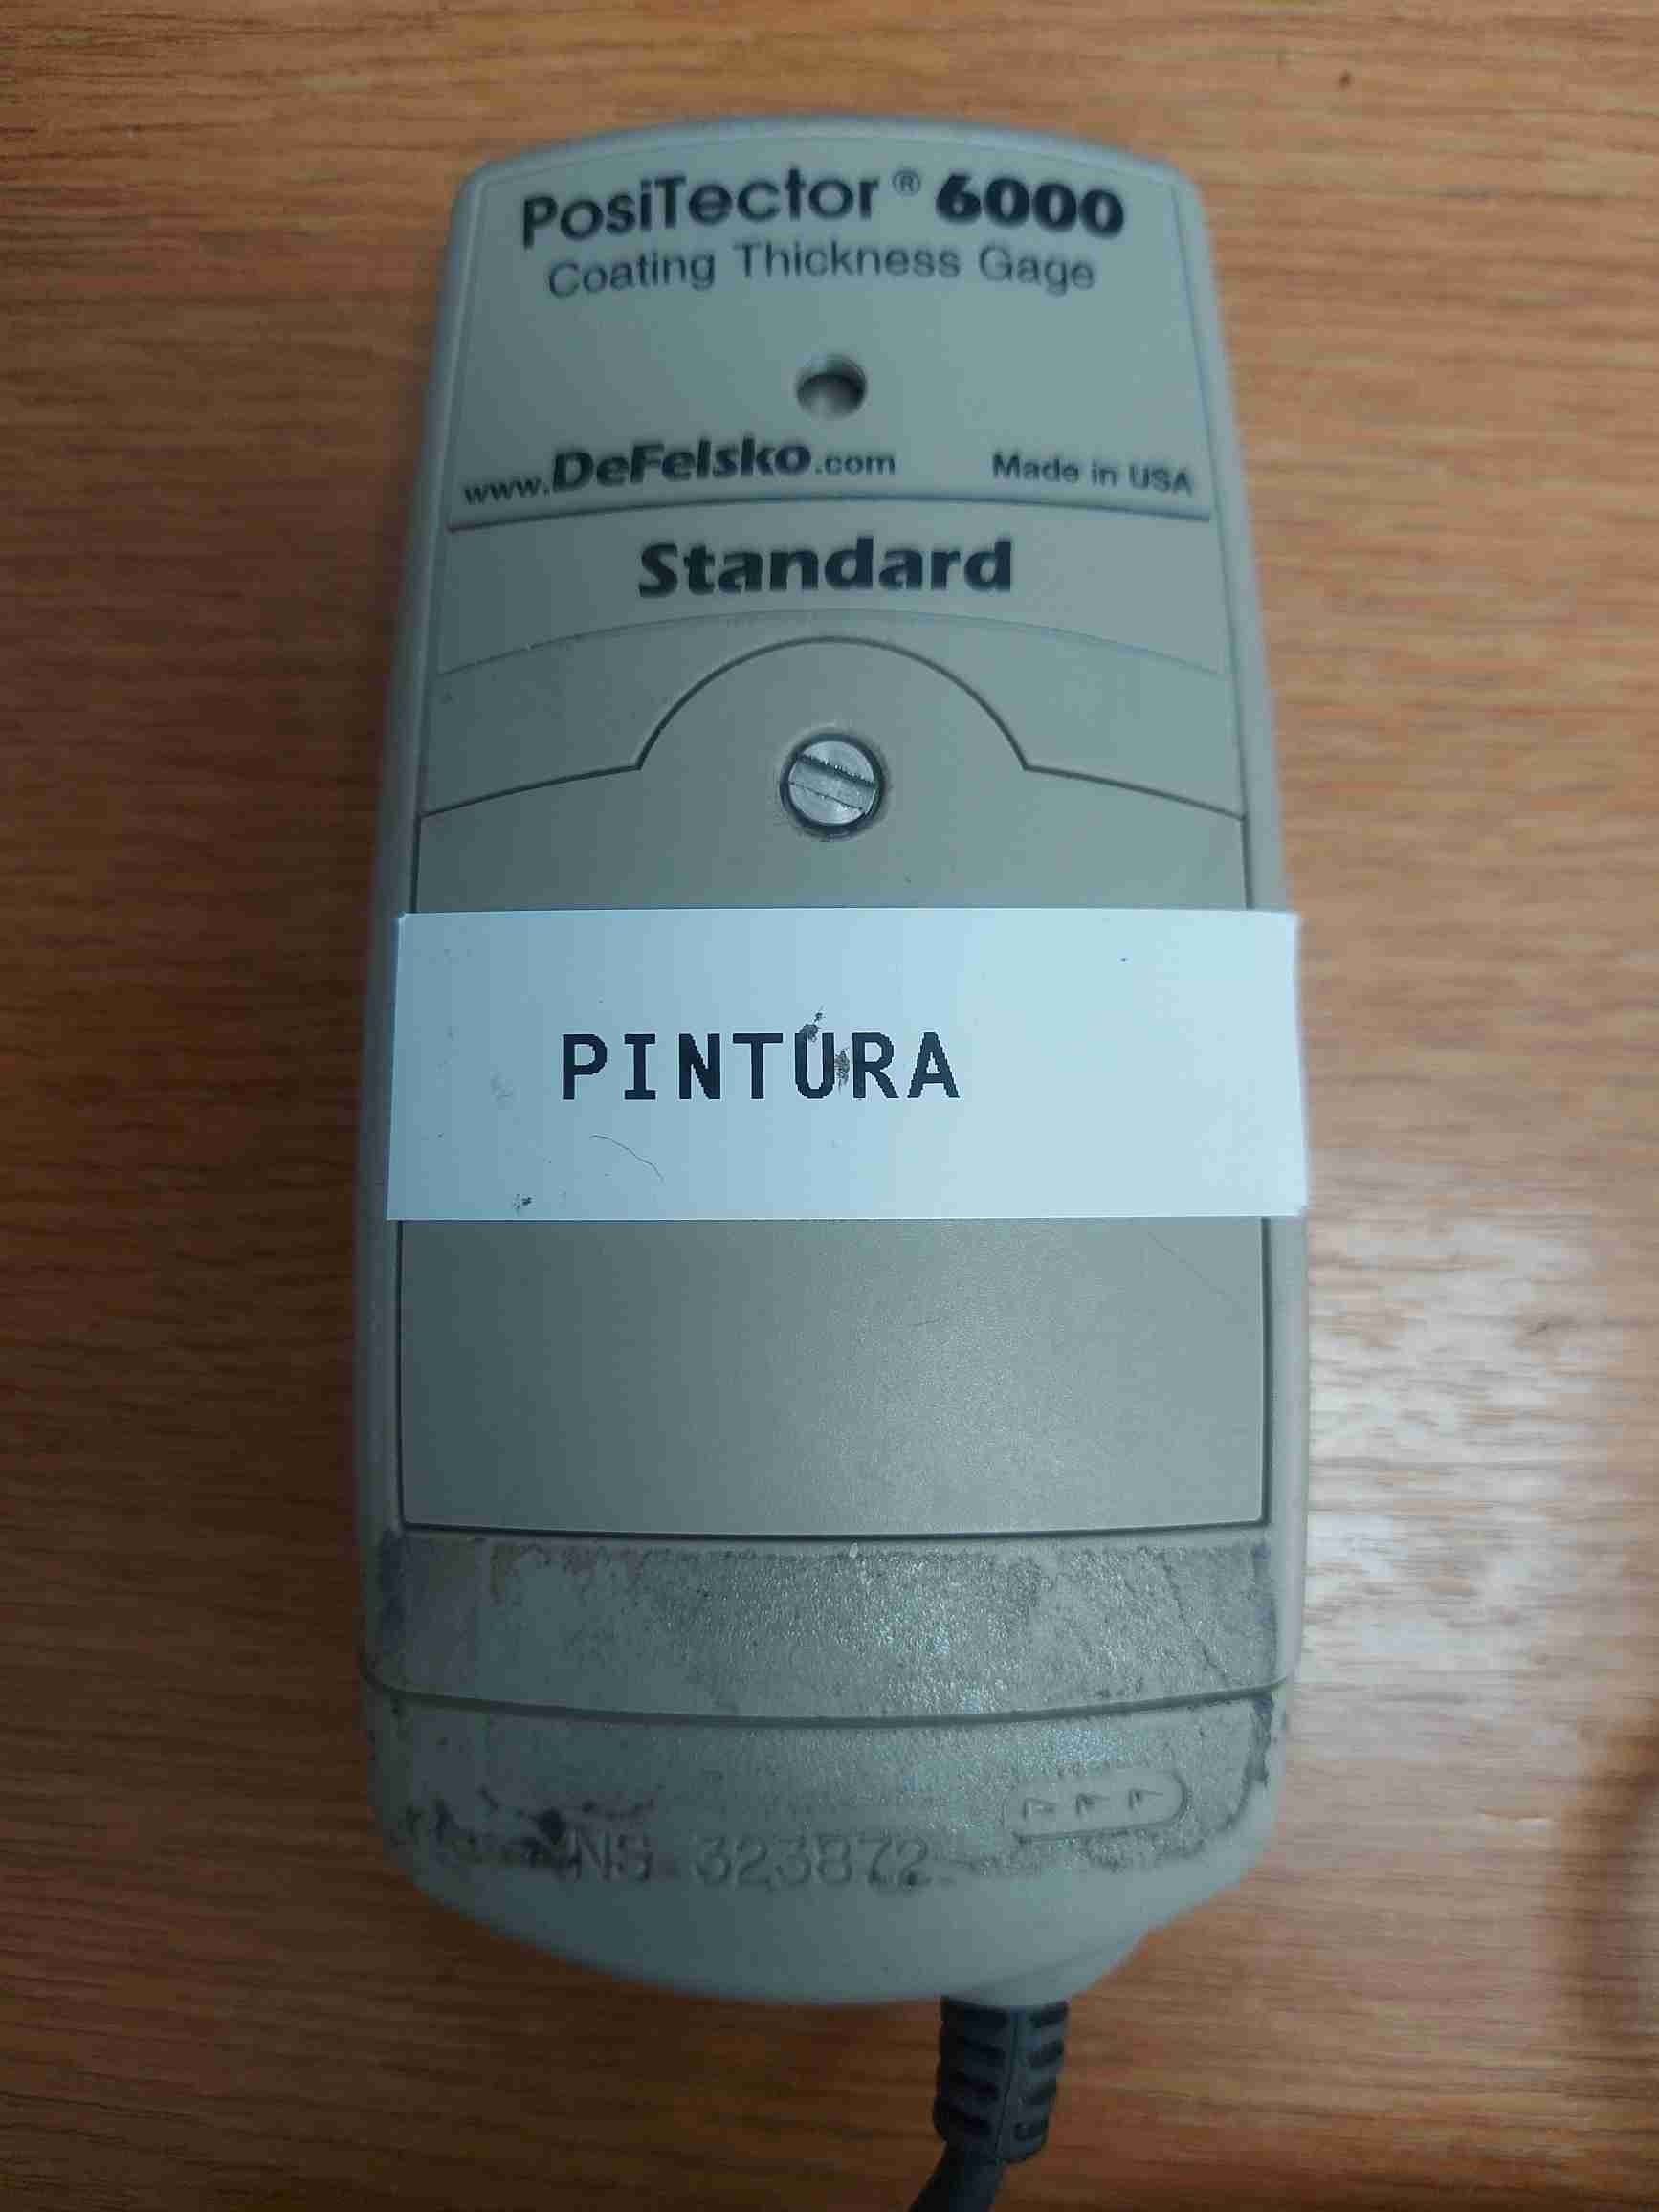 PosiTector® 6000
Coating Thickness Gage
www.DeFelsko.com Made in USA
Standard
PINTURA
NS 323872